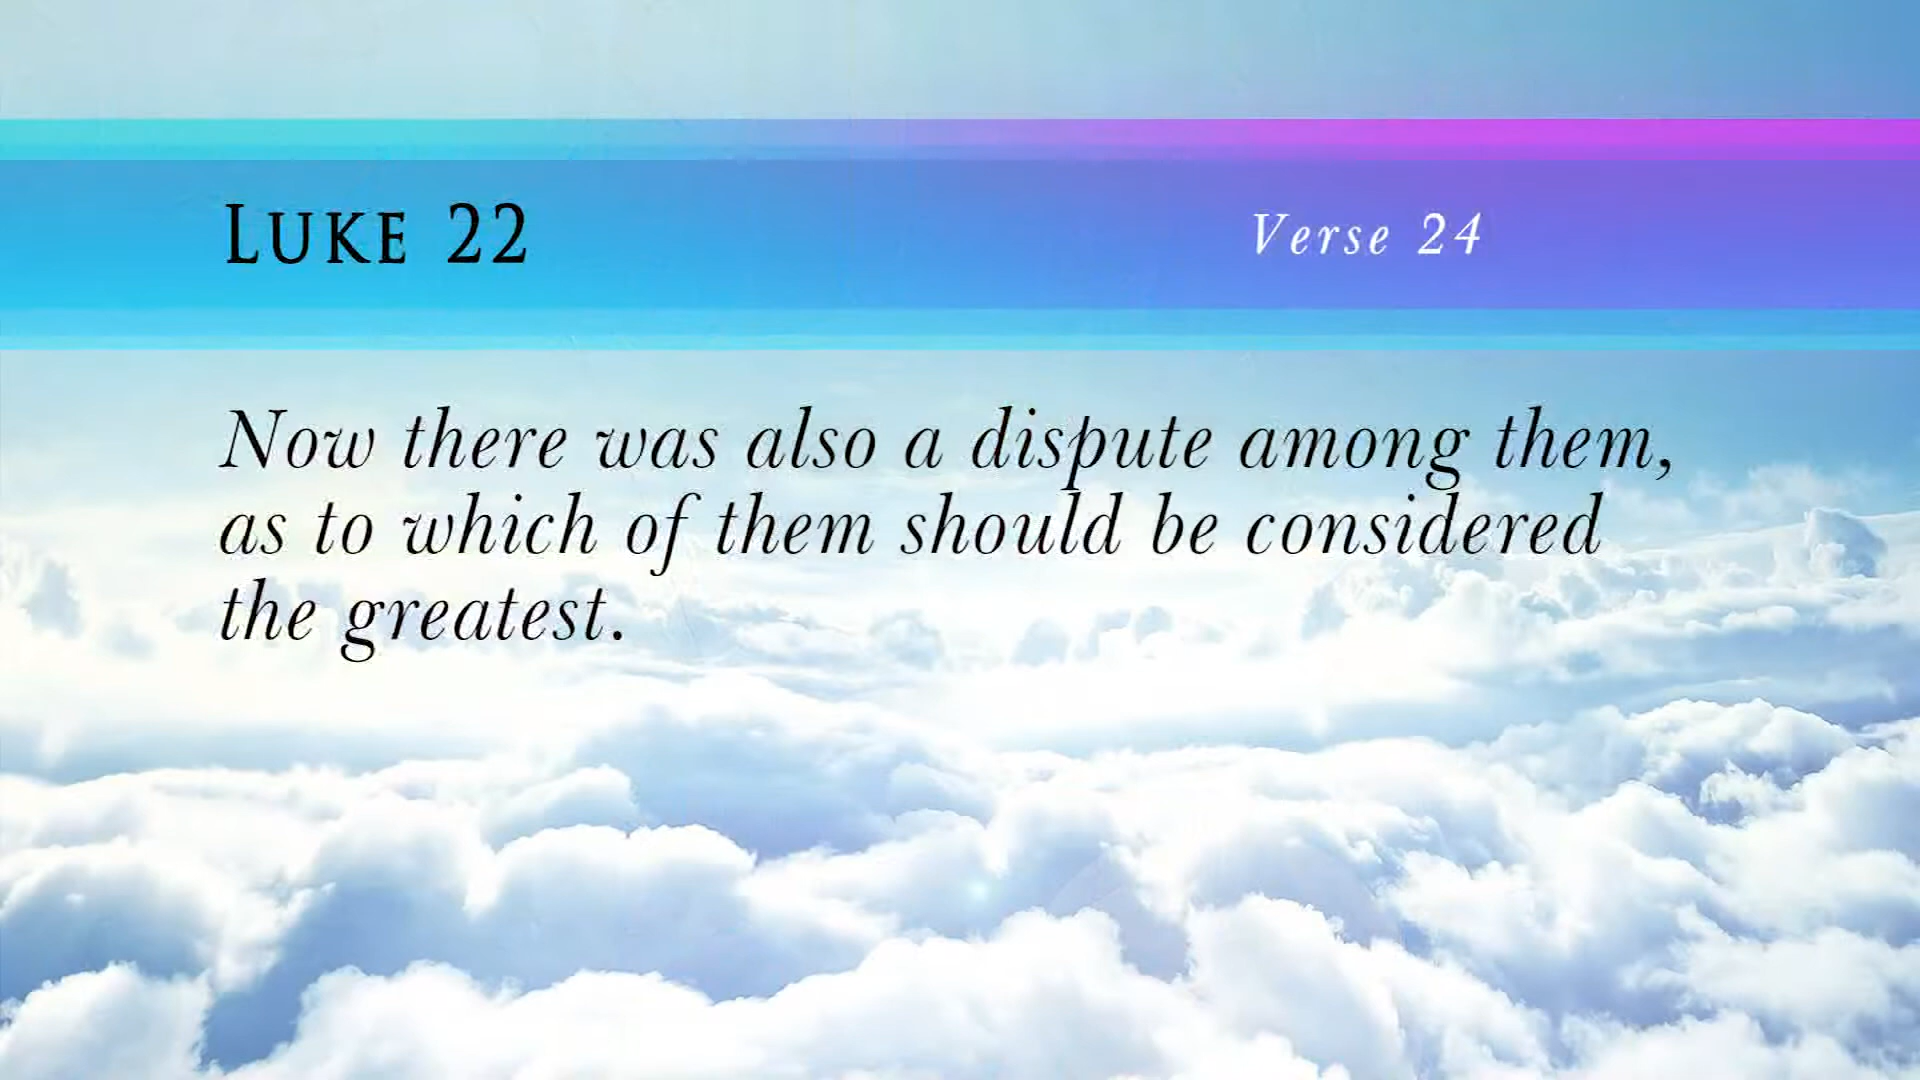 Luke 22
Verse 24
Now there was also a dispute among them,
as to which of them should be considered
the greatest.